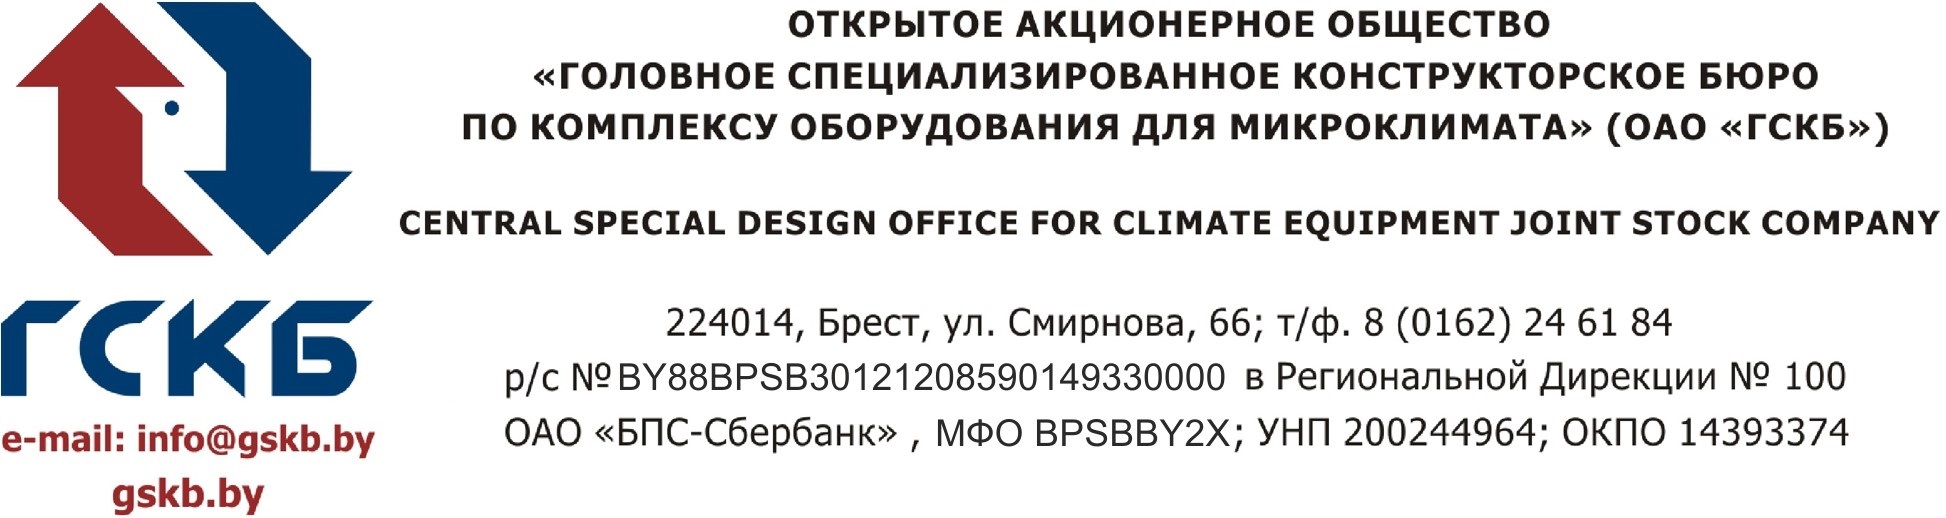 ОТКРЫТОЕ АКЦИОНЕРНОЕ ОБЩЕСТВО
«ГОЛОВНОЕ СПЕЦИАЛИЗИРОВАННОЕ КОНСТРУКТОРСКОЕ БЮРО
ПО КОМПЛЕКСУ ОБОРУДОВАНИЯ ДЛЯ МИКРОКЛИМАТА» (ОАО «ГСКБ»)
CENTRAL SPECIAL DESIGN OFFICE FOR CLIMATE EQUIPMENT JOINT STOCK COMPANY
ГСКБ
e-mail: info@gskb.by
gskb.by
224014, Брест, ул. Смирнова, 66; т/ф. 8 (0162) 24 61 84
р/с №BY88BPSB30121208590149330000 в Региональной Дирекции № 100
ОАО «БПС-Сбербанк» , МФО BPSBBY2X; УНП 200244964; ОКПО 14393374